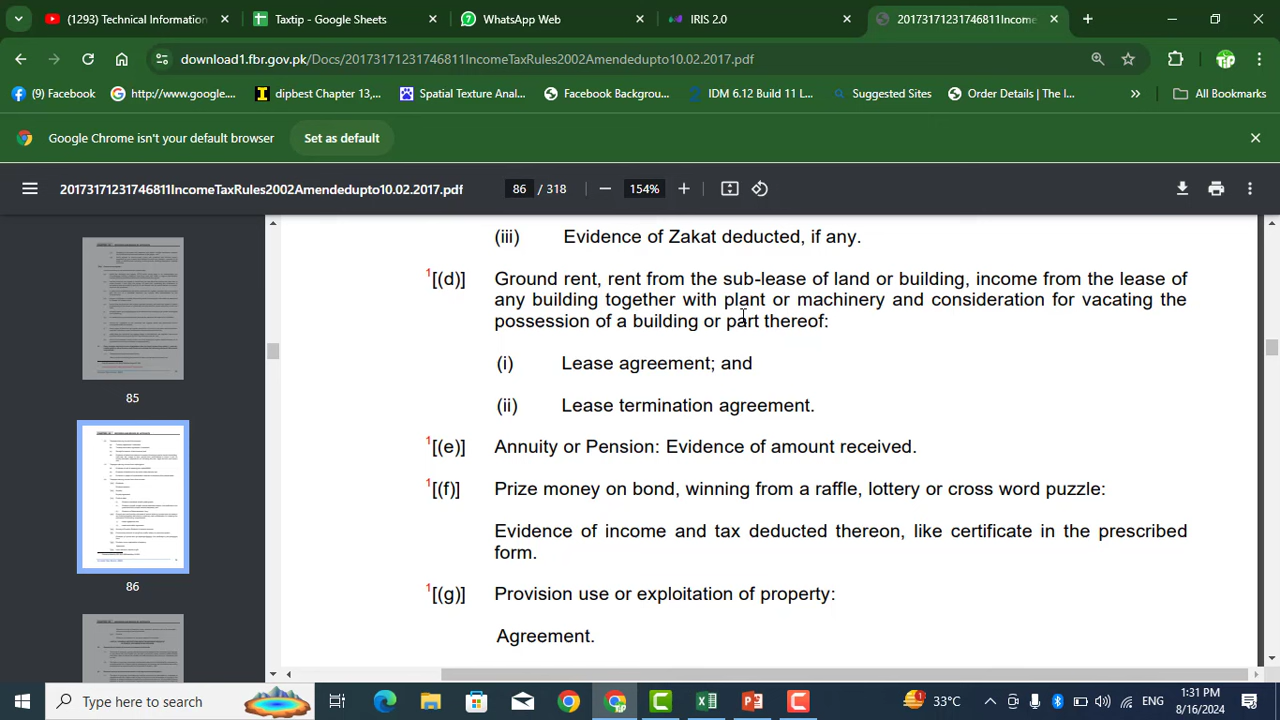 (1293) Technical Information
Taxtip - Google Sheets
WhatsApp Web
IRIS 2.0
20173171231746811Income
download1.fbr.gov.pk/Docs/20173171231746811IncomeTaxRules2002Amendedupto10.02.2017.pdf
(9) Facebook
http://www.google....
dipbest Chapter 13,...
Spatial Texture Anal...
Facebook Backgrou...
IDM 6.12 Build 11 L...
Suggested Sites
Order Details | The I...
All Bookmarks
Google Chrome isn't your default browser
Set as default
20173171231746811IncomeTaxRules2002Amendedupto10.02.2017.pdf
86 / 318
154%
(iii) Evidence of Zakat deducted, if any.
1[(d)] Ground rent, rent from the sub-lease of land or building, income from the lease of
any building together with plant or machinery and consideration for vacating the
possession of a building or part thereof:
(i) Lease agreement; and
(ii) Lease termination agreement.
1[(e)] Annuity or Pension: Evidence of amount received.
1[(f)] Prize money on bond, winning from a raffle, lottery or cross word puzzle:
Evidence of income and tax deducted thereon, like certificate in the prescribed
form.
1[(g)] Provision use or exploitation of property:
Agreement.
85
86
Type here to search
33°C
ENG
1:31 PM
8/16/2024